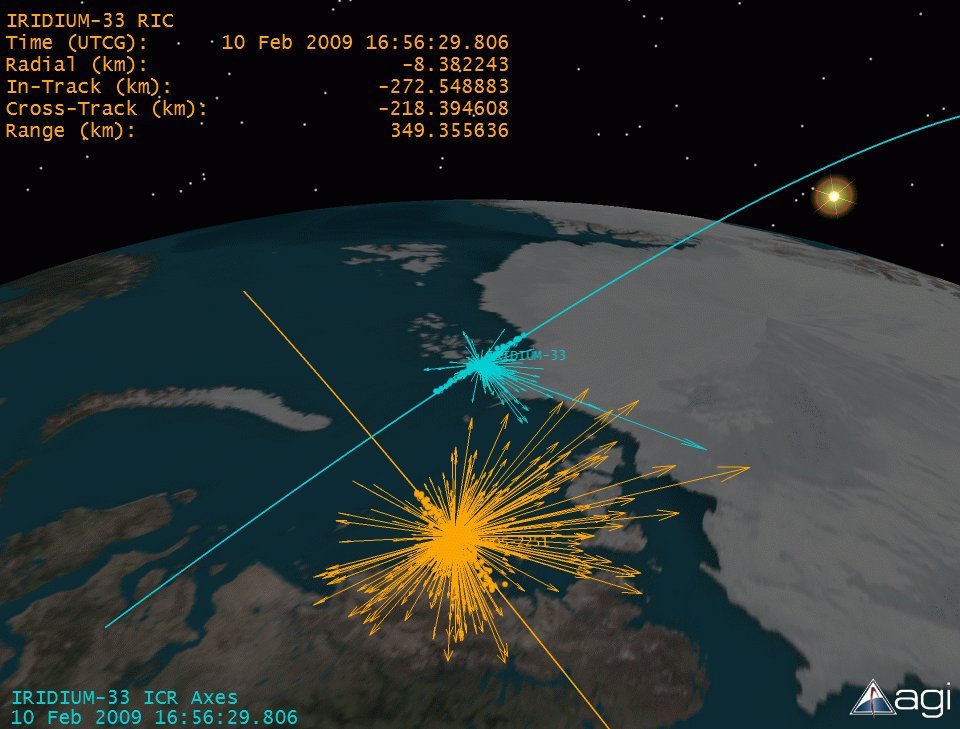 IRIDIUM-33 RIC
Time (UTCG): 10 Feb 2009 16:56:29.806
Radial (km): -8.382243
In-Track (km): -272.548883
Cross-Track (km): -218.394608
Range (km): 349.355636
IRIDIUM-33
2251
IRIDIUM-33 ICR Axes
10 Feb 2009 16:56:29.806
agi